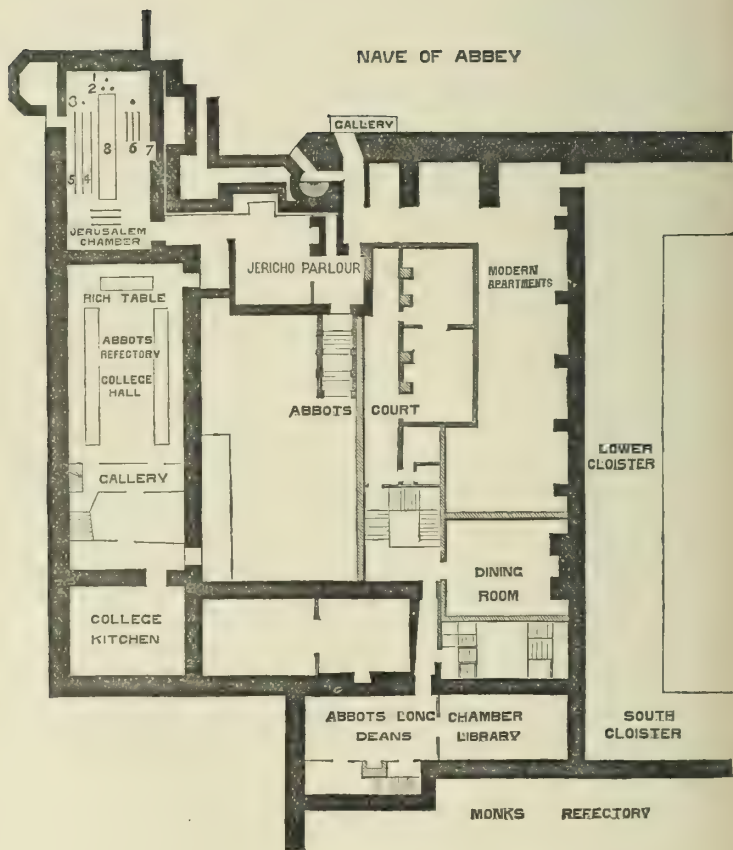 NAVE OF ABBEY
GALLERY
1
2
3
8
6
7
5 4
JERUSALEM
CHAMBER
JERICHO PARLOUR
MODERN
APARTMENTS
RICH TABLE
ABBOTS
REFECTORY
COLLEGE
HALL
ABBOTS COURT
LOWER
CLOISTER
GALLERY
DINING
ROOM
COLLEGE
KITCHEN
ABBOTS LONG CHAMBER
DEANS LIBRARY
SOUTH
CLOISTER
MONKS REFECTORY